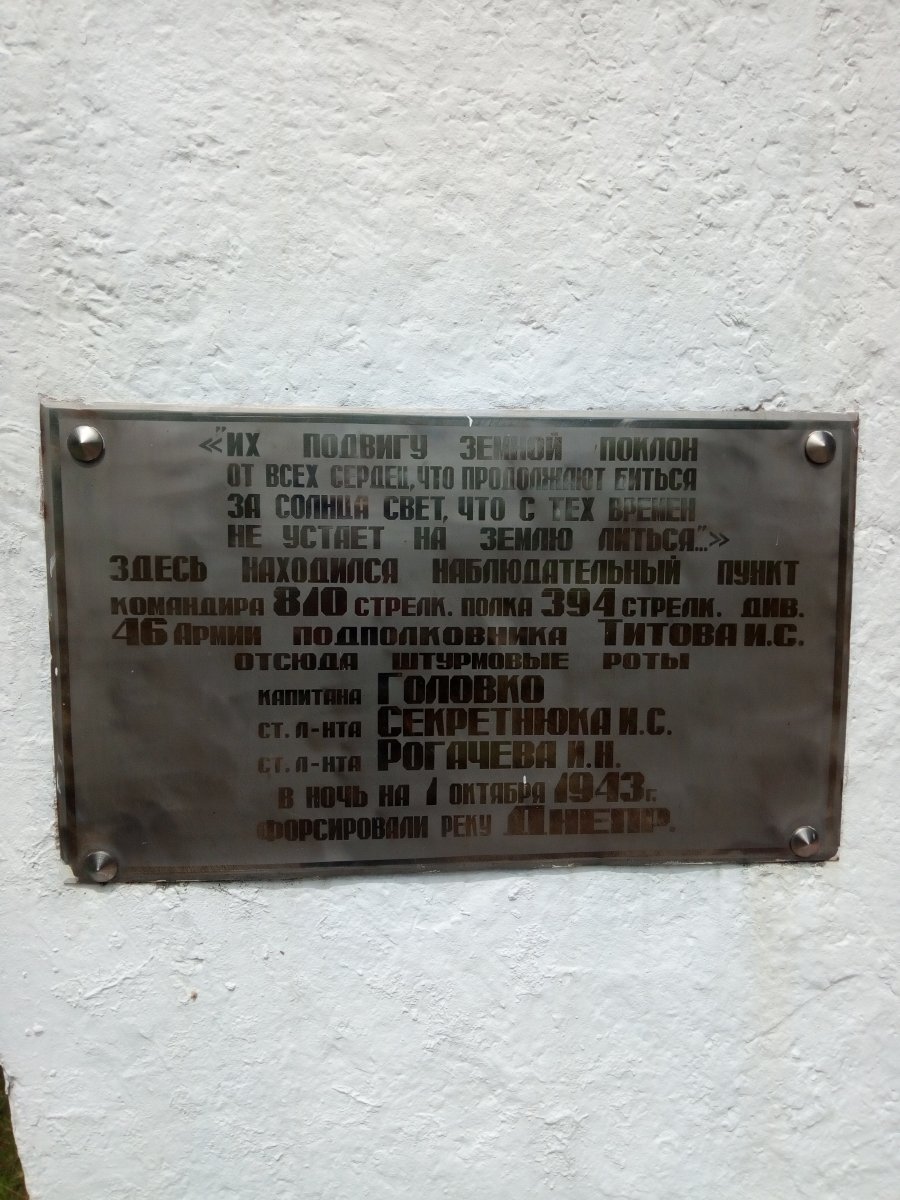 «"ИХ ПОДВИГУ ЗЕМНОЙ ПОКЛОН
ОТ ВСЕХ СЕРДЕЦ, ЧТО ПРОДОЛЖАЮТ БИТЬСЯ
ЗА СОЛНЦА СВЕТ, ЧТО С ТЕХ ВРЕМЕН
НЕ УСТАЕТ НА ЗЕМЛЮ ЛИТЬСЯ..."»
ЗДЕСЬ НАХОДИЛСЯ НАБЛЮДАТЕЛЬНЫЙ ПУНКТ
КОМАНДИРА 810 СТРЕЛК. ПОЛКА 394 СТРЕЛК. ДИВ.
46 АРМИИ ПОДПОЛКОВНИКА ТИТОВА И.С.
ОТСЮДА ШТУРМОВЫЕ РОТЫ
КАПИТАНА ГОЛОВКО
СТ. Л-НТА СЕКРЕТНЮКА И.С.
СТ. Л-НТА РОГАЧЕВА И.Н.
В НОЧЬ НА 1 ОКТЯБРЯ 1943 г.
ФОРСИРОВАЛИ РЕКУ ДНЕПР.